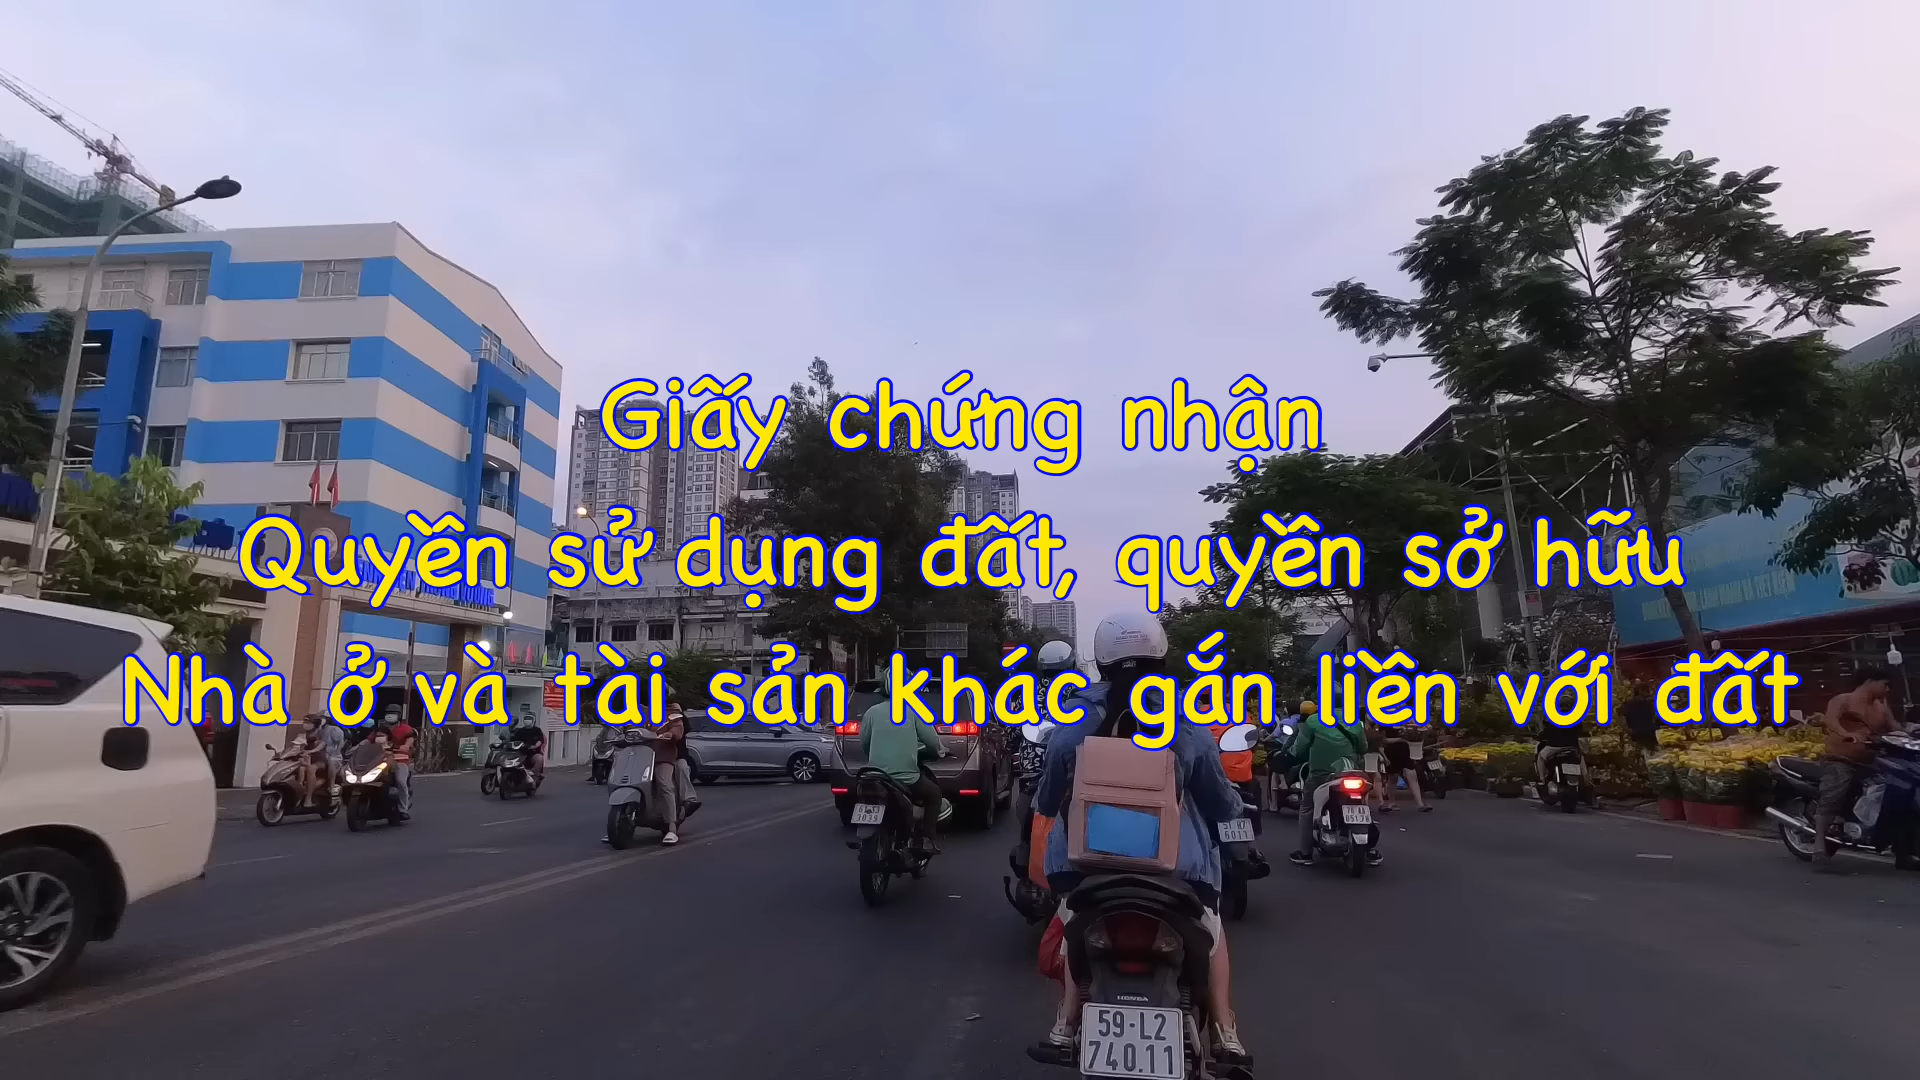 Giấy chứng nhận
Quyền sử dụng đất, quyền sở hữu
Nhà ở và tài sản khác gắn liền với đất
HONDA
59-L2
740.11